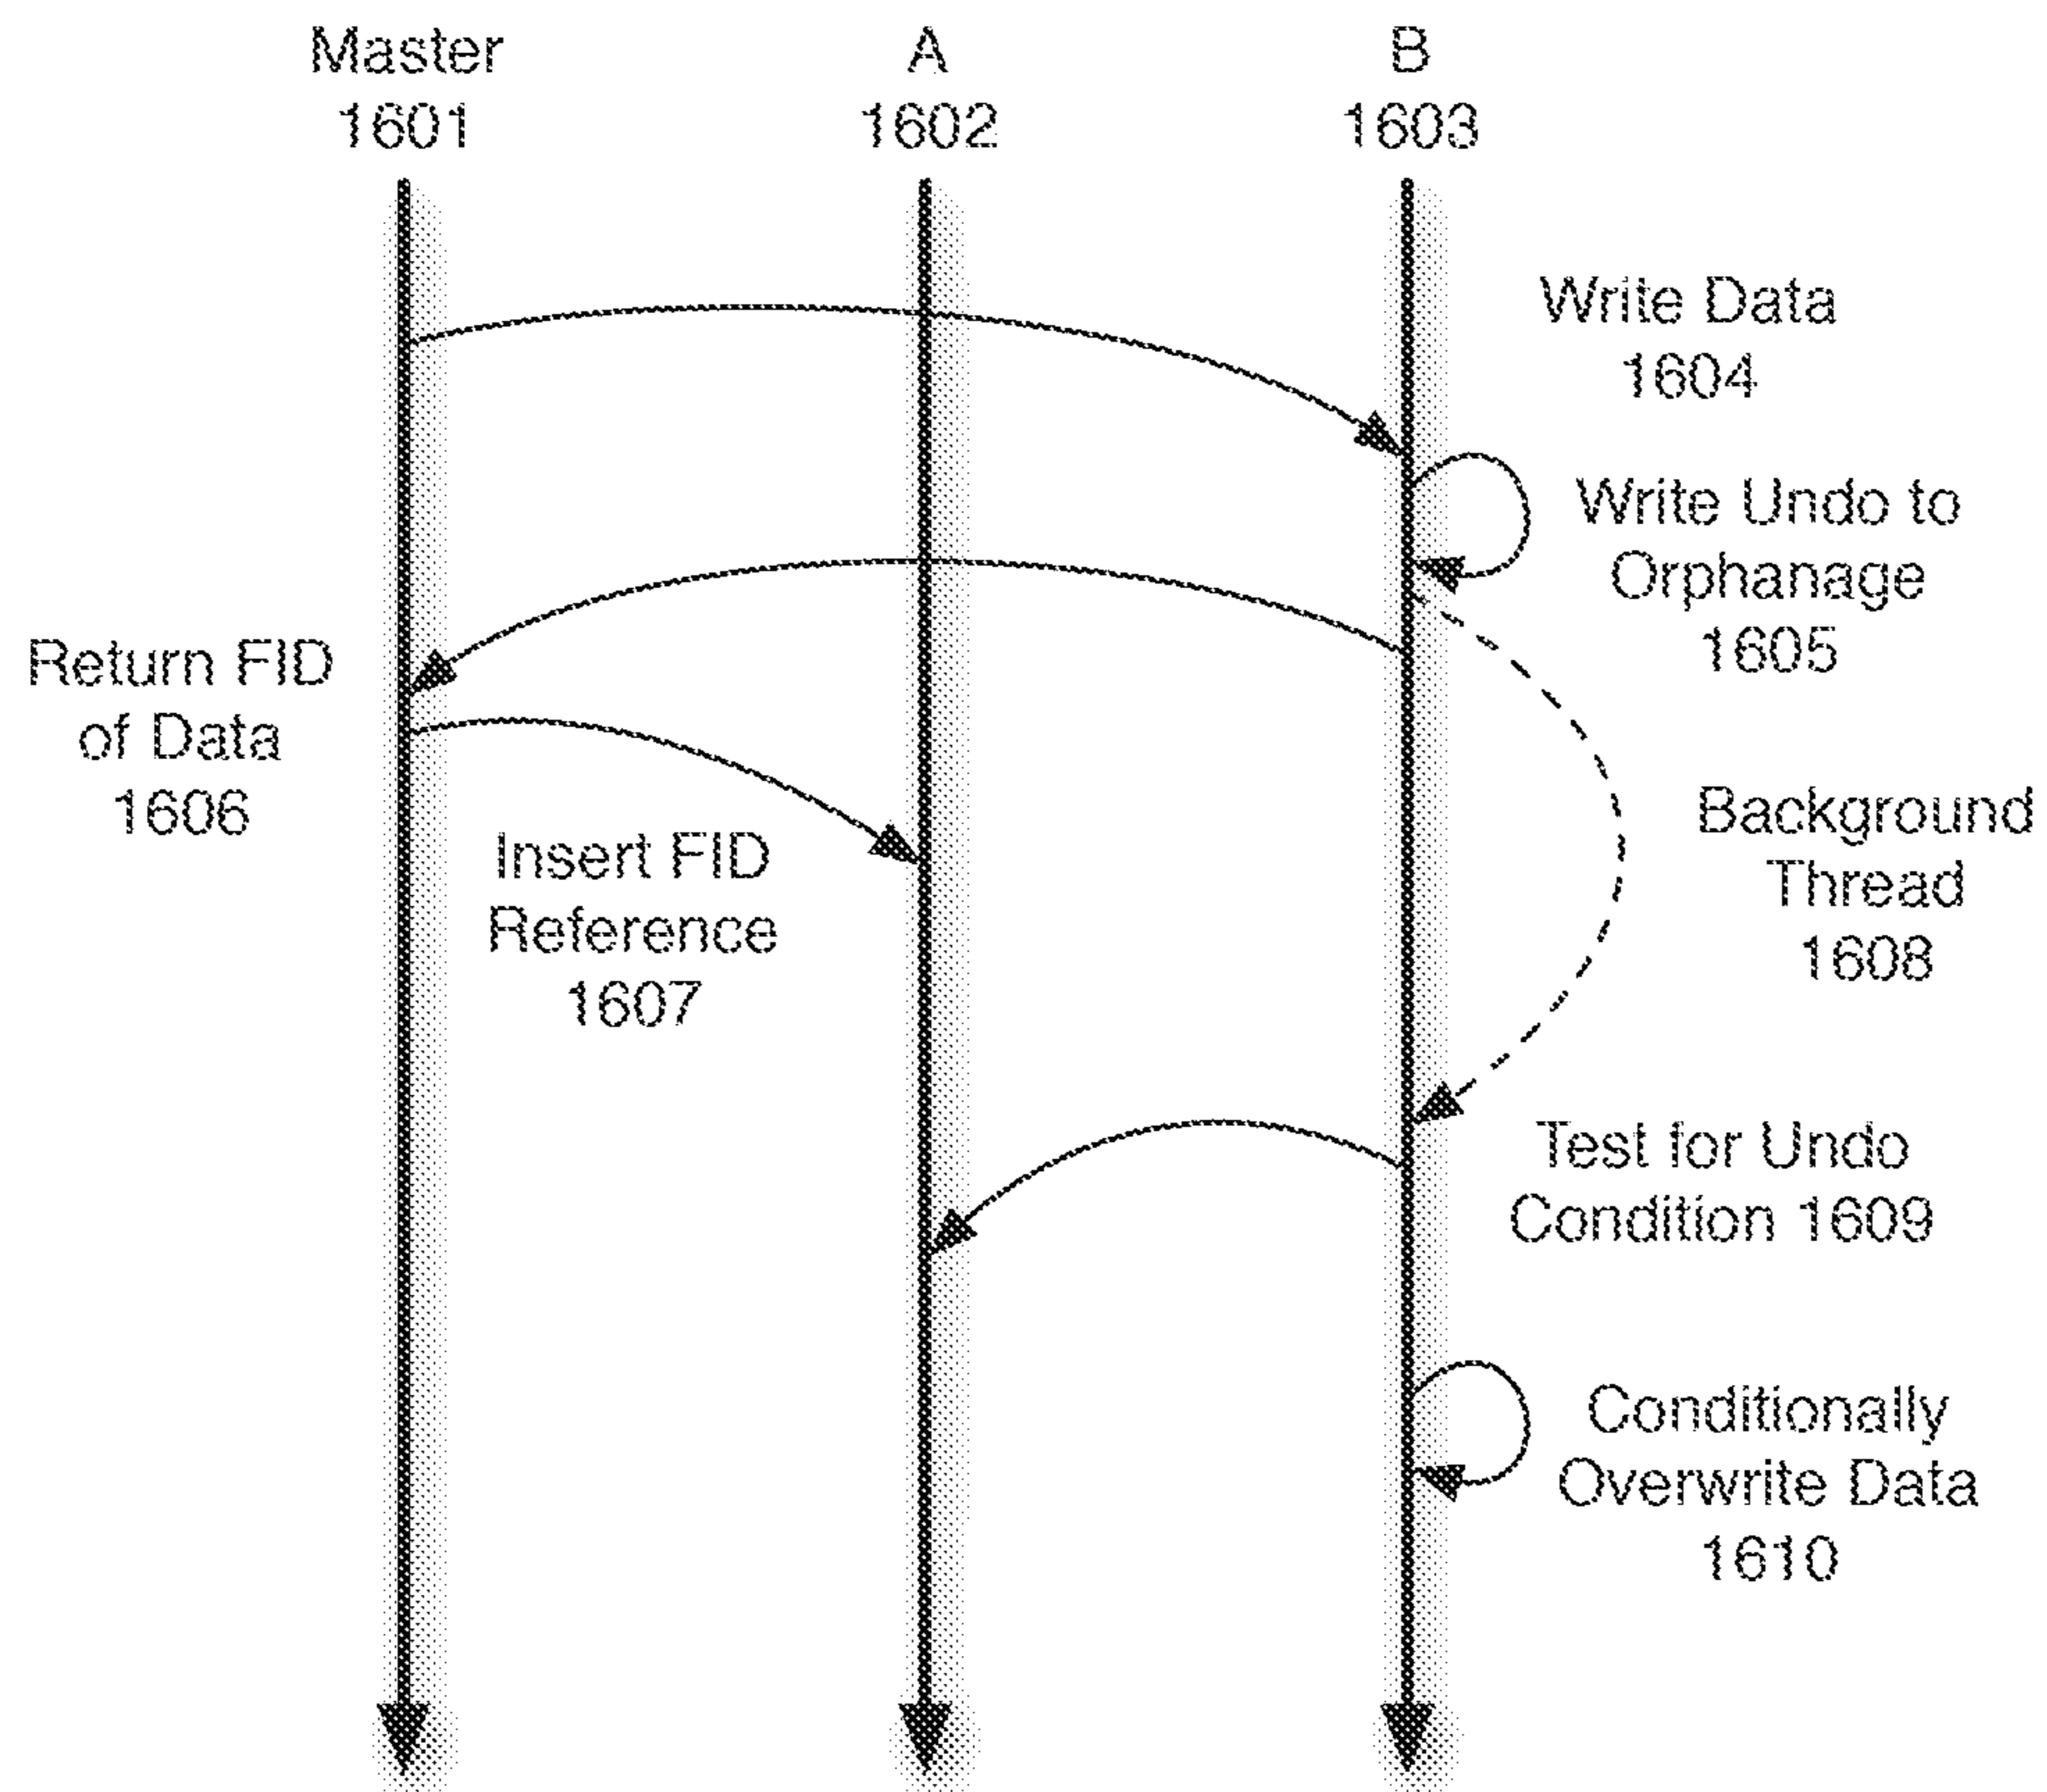 Master
1601
A
1602
B
1603
Write Data
1604
Write Undo to
Orphanage
1605
Return FID
of Data
1606
Insert FID
Reference
1607
Background
Thread
1608
Test for Undo
Condition 1609
Conditionally
Overwrite Data
1610